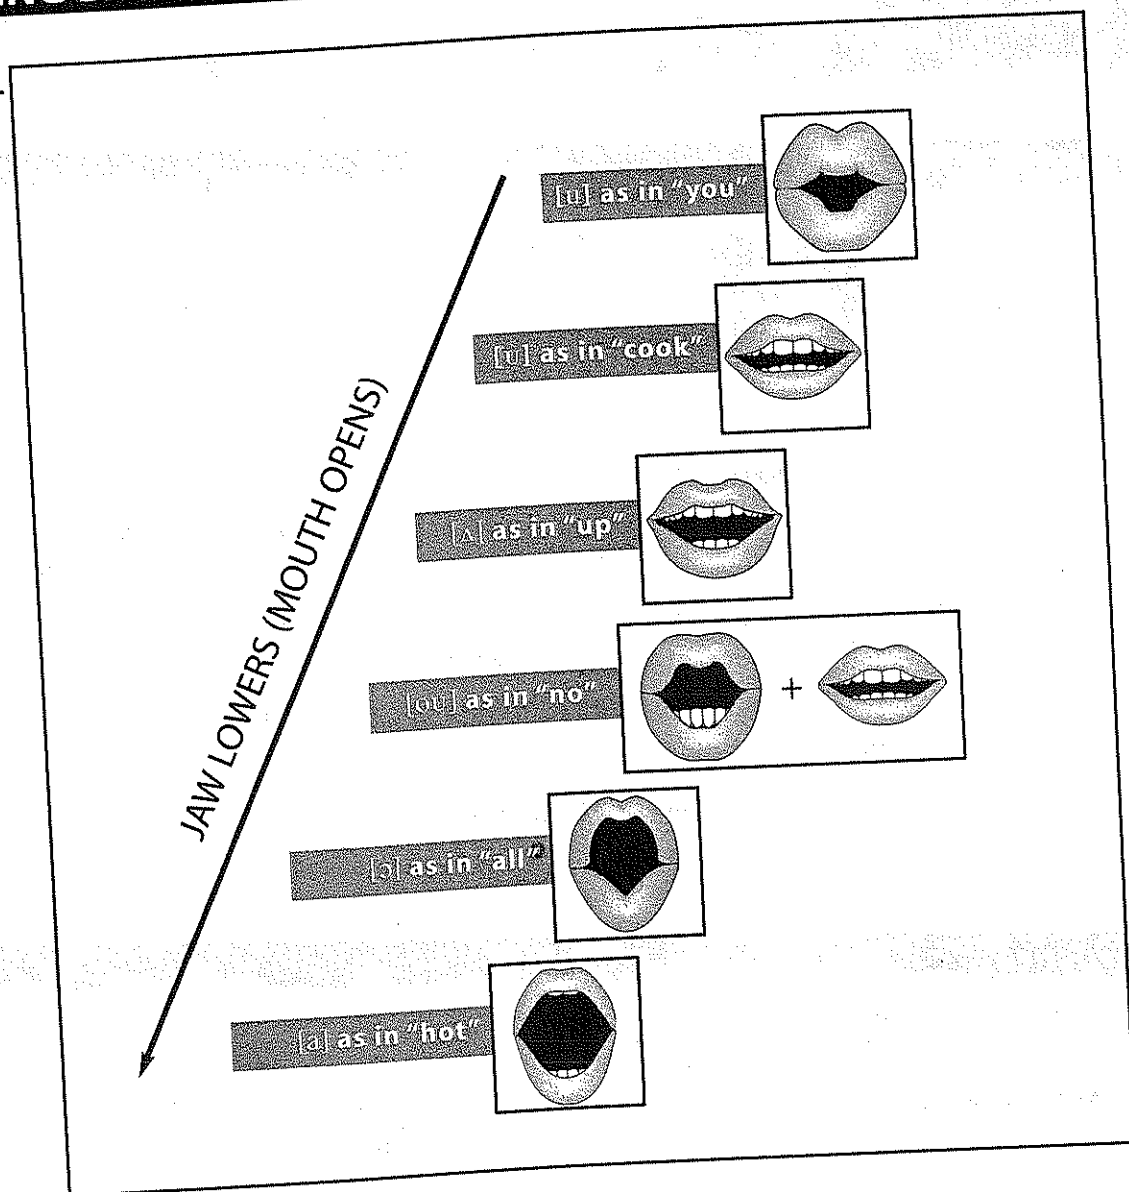 [u] as in "you"
[ʊ] as in "cook"
[ʌ] as in "up"
[oʊ] as in "no"
[ɔ] as in "all"
[a] as in "hot"
JAW LOWERS (MOUTH OPENS)
+